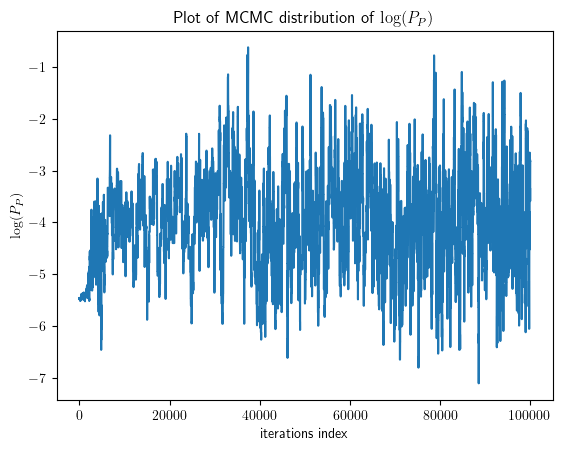 Plot of MCMC distribution of log(P_P)
log(P_P)
−1
−2
−3
−4
−5
−6
−7
0 20000 40000 60000 80000 100000
iterations index